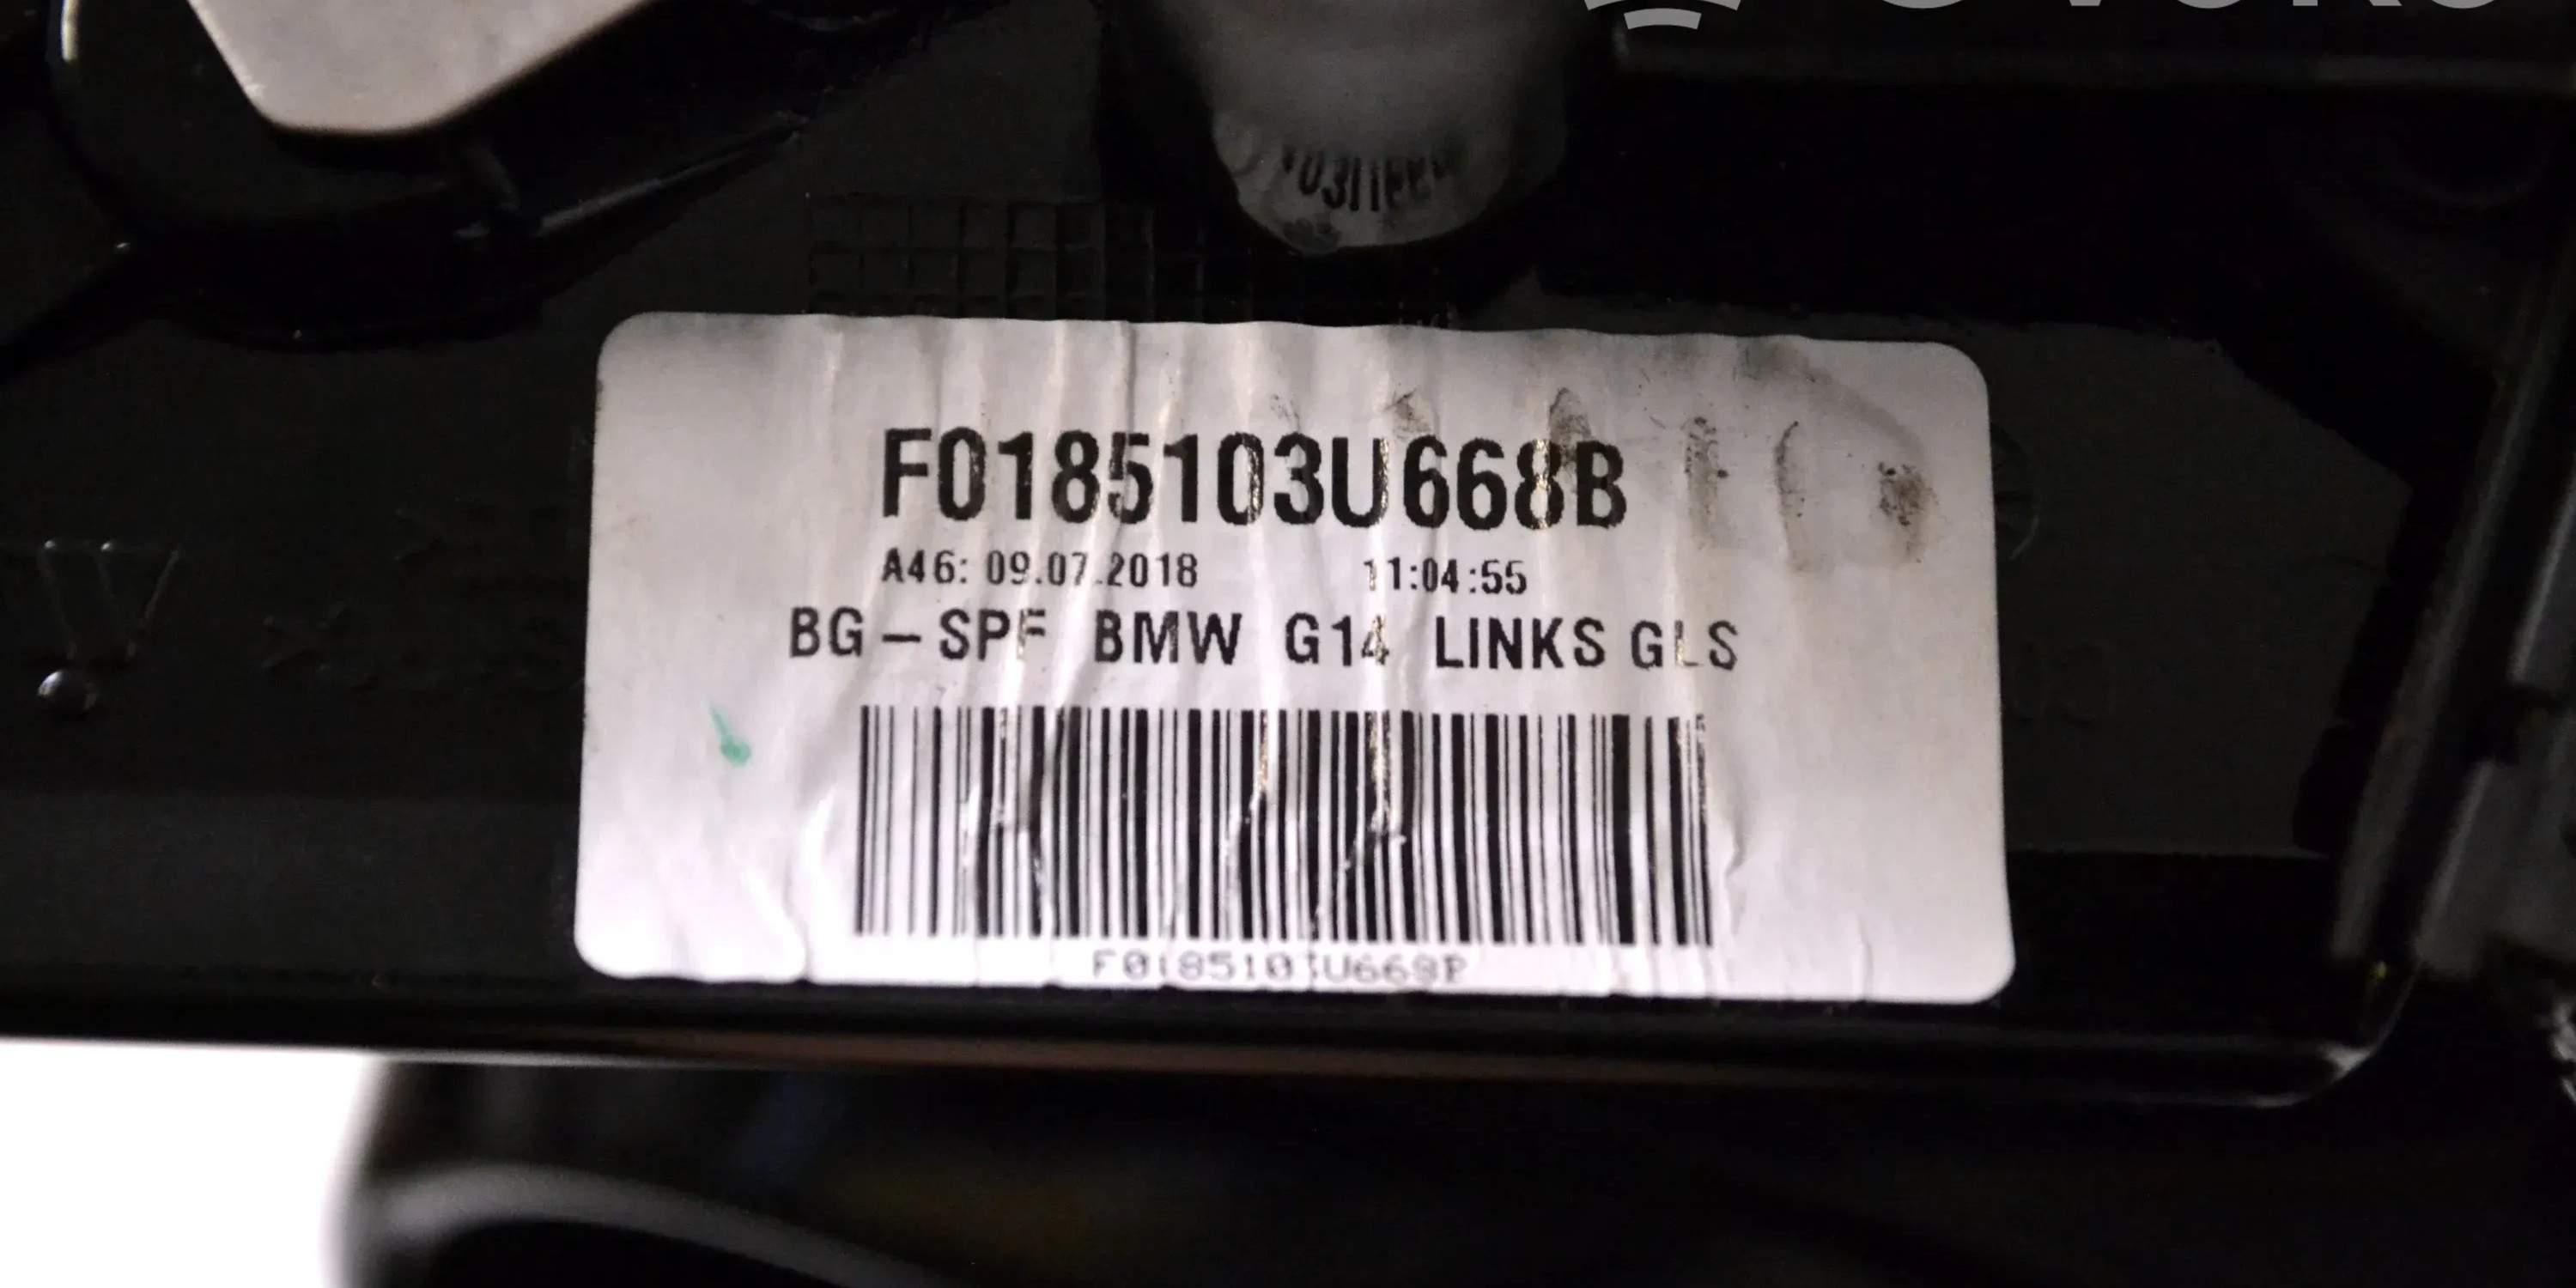 F0185103U668B
A46: 09.07.2018 11:04:55
BG-SPF BMW G14 LINKS GLS